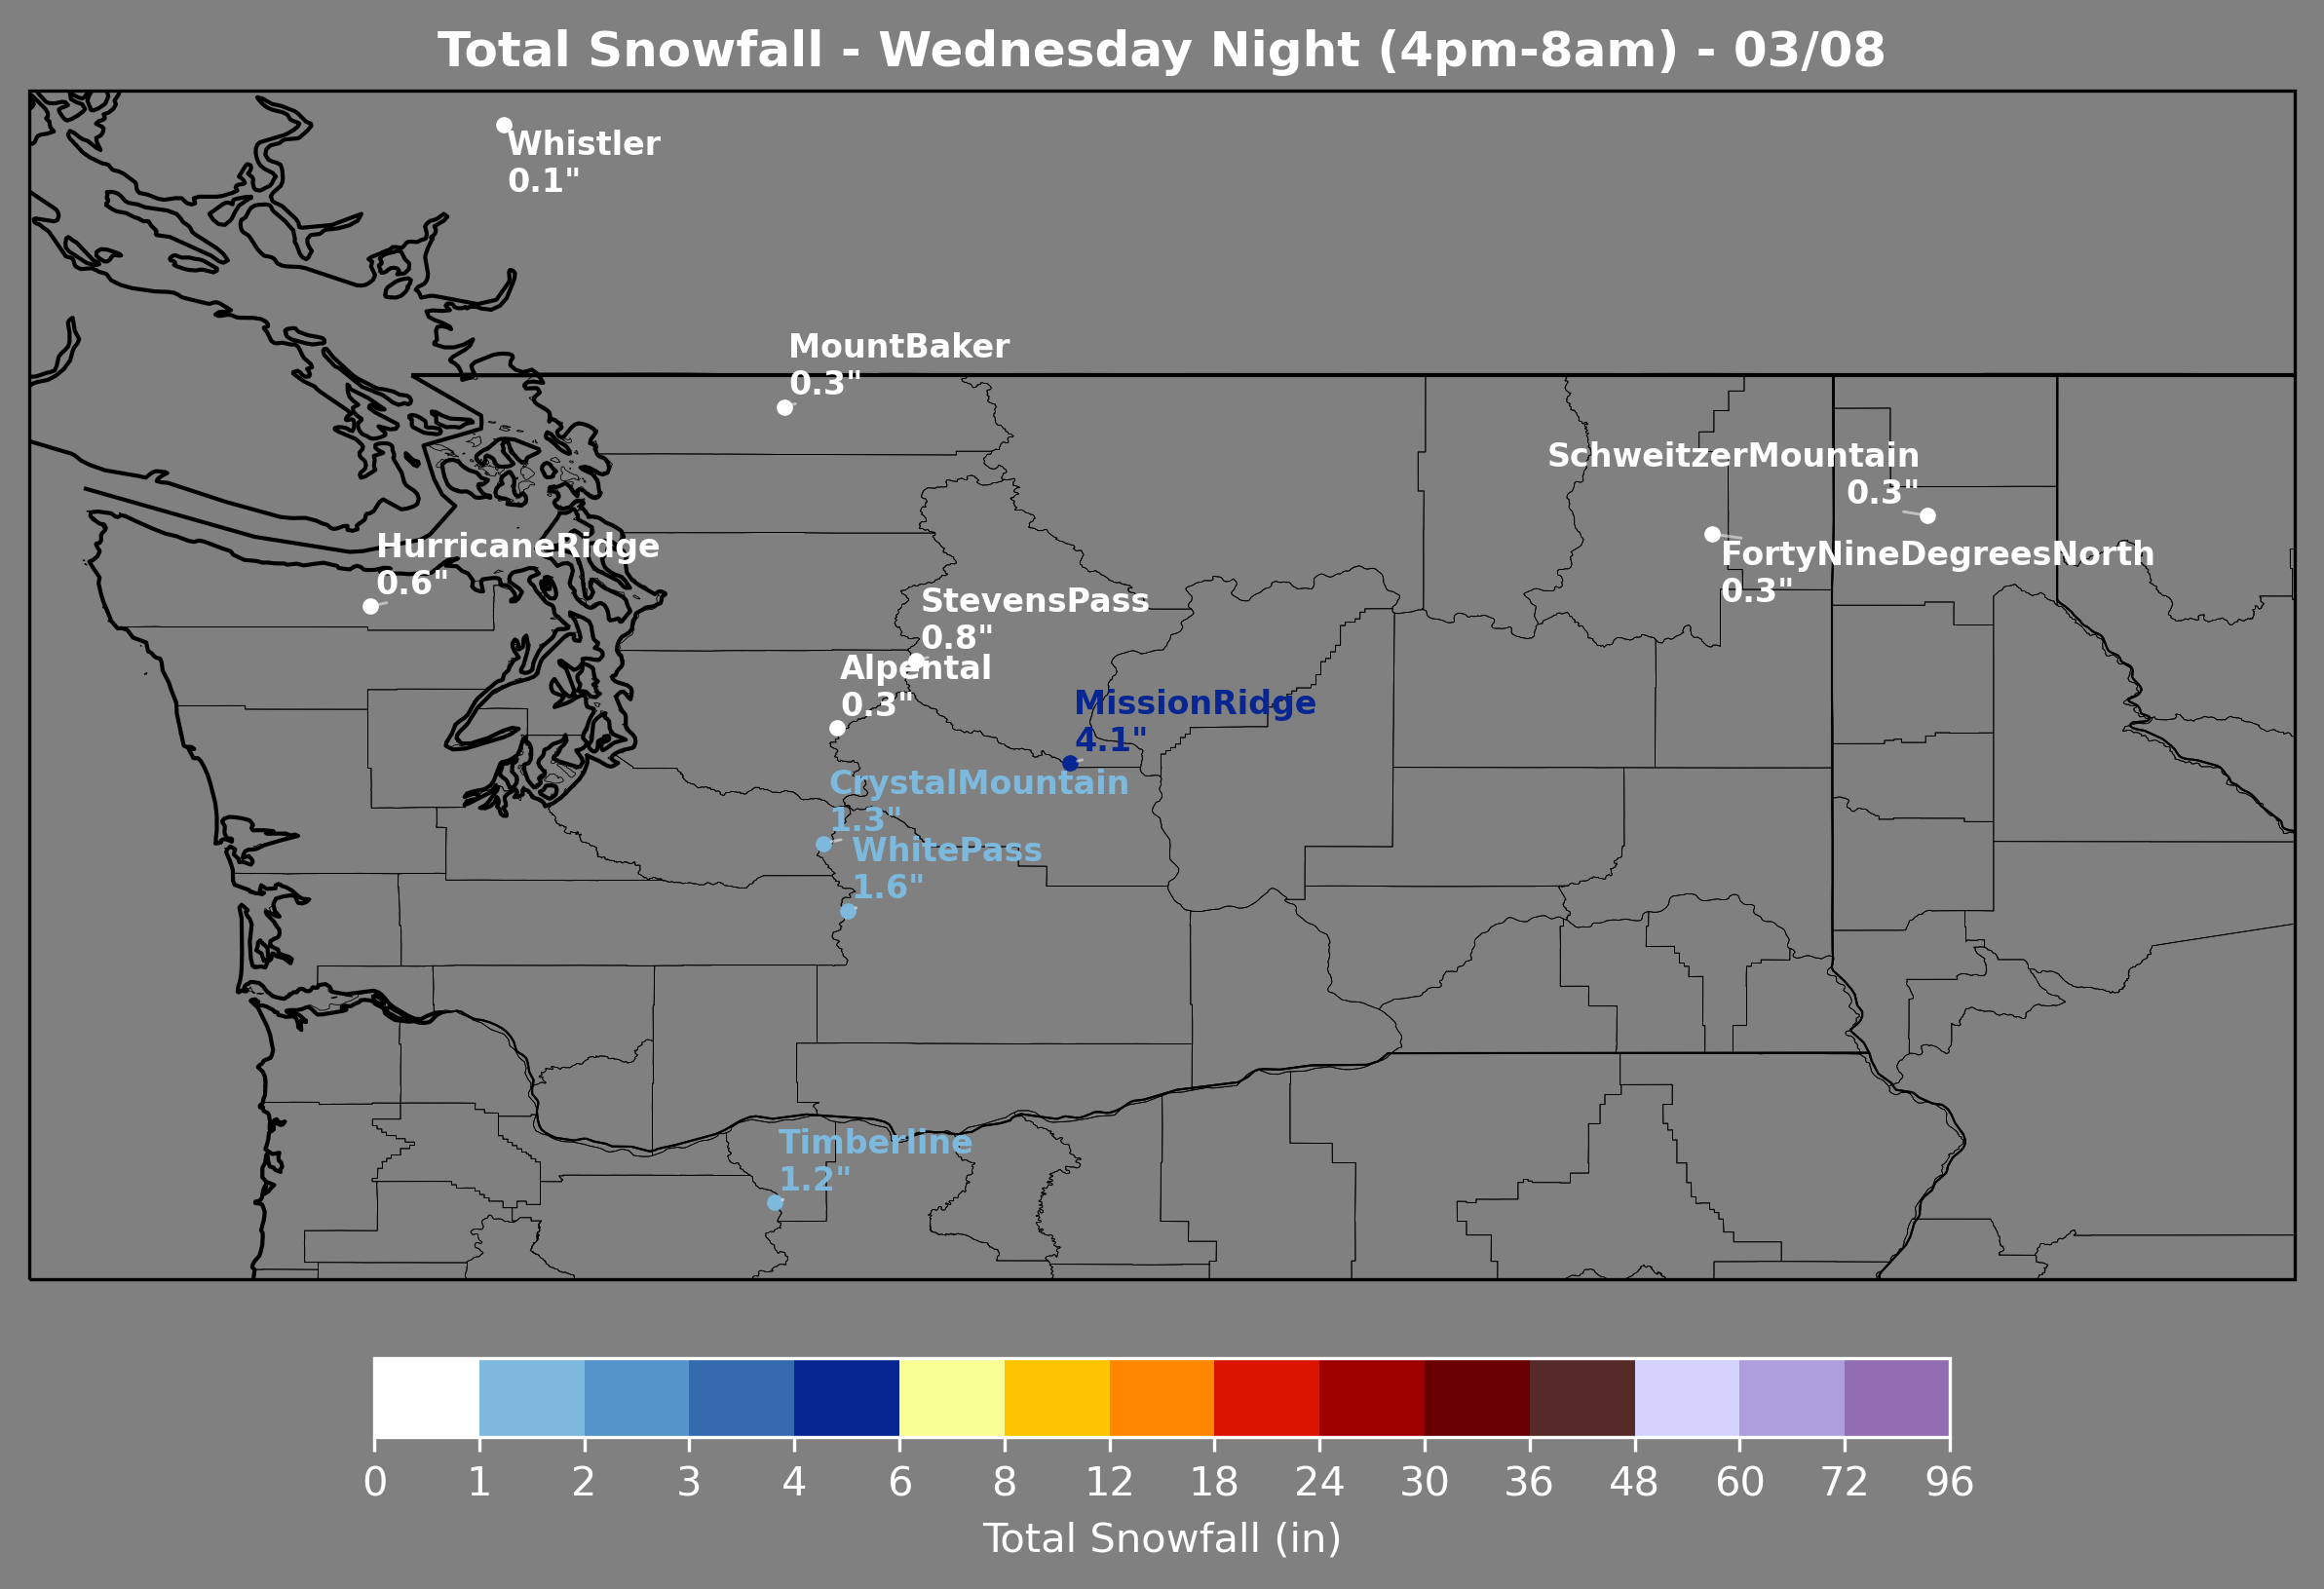 Total Snowfall - Wednesday Night (4pm-8am) - 03/08
Whistler
0.1"
MountBaker
0.3"
SchweitzerMountain
0.3"
HurricaneRidge
0.6"
FortyNineDegreesNorth
0.3"
StevensPass
0.8"
Alpental
0.3"
MissionRidge
4.1"
CrystalMountain
1.3"
WhitePass
1.6"
Timberline
1.2"
0 1 2 3 4 6 8 12 18 24 30 36 48 60 72 96
Total Snowfall (in)